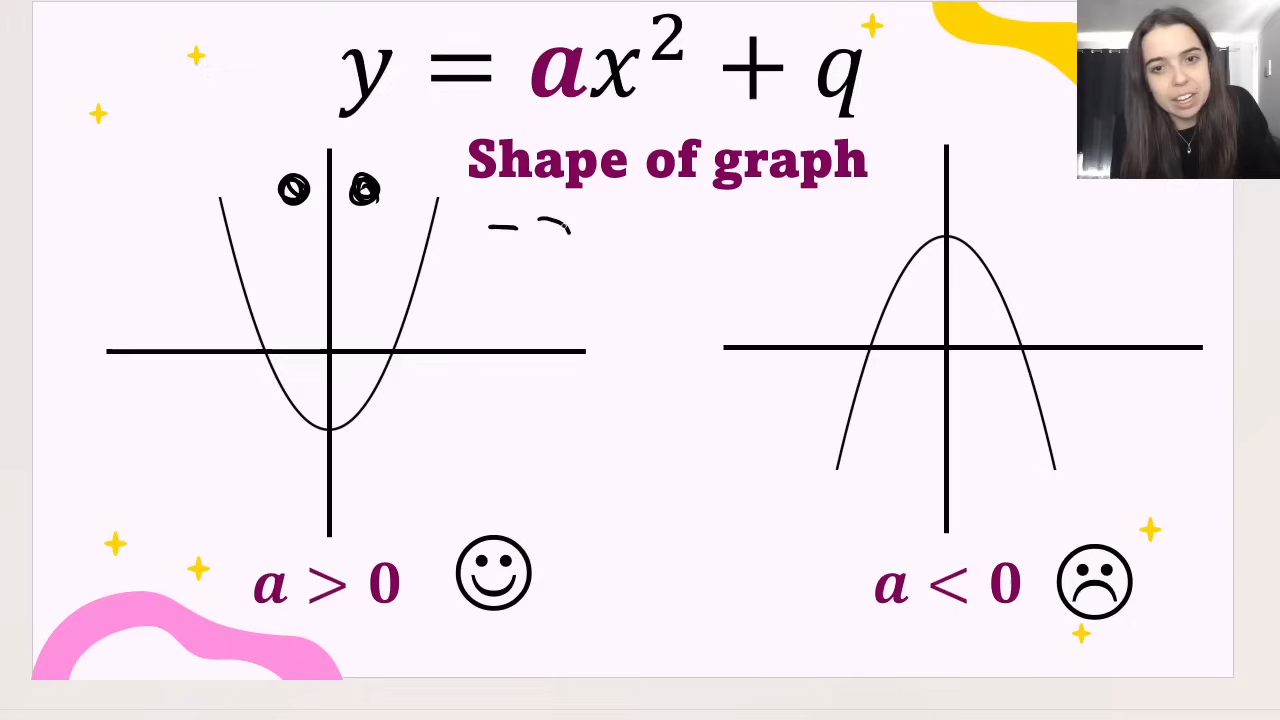 y = ax² + q
Shape of graph
a > 0
a < 0